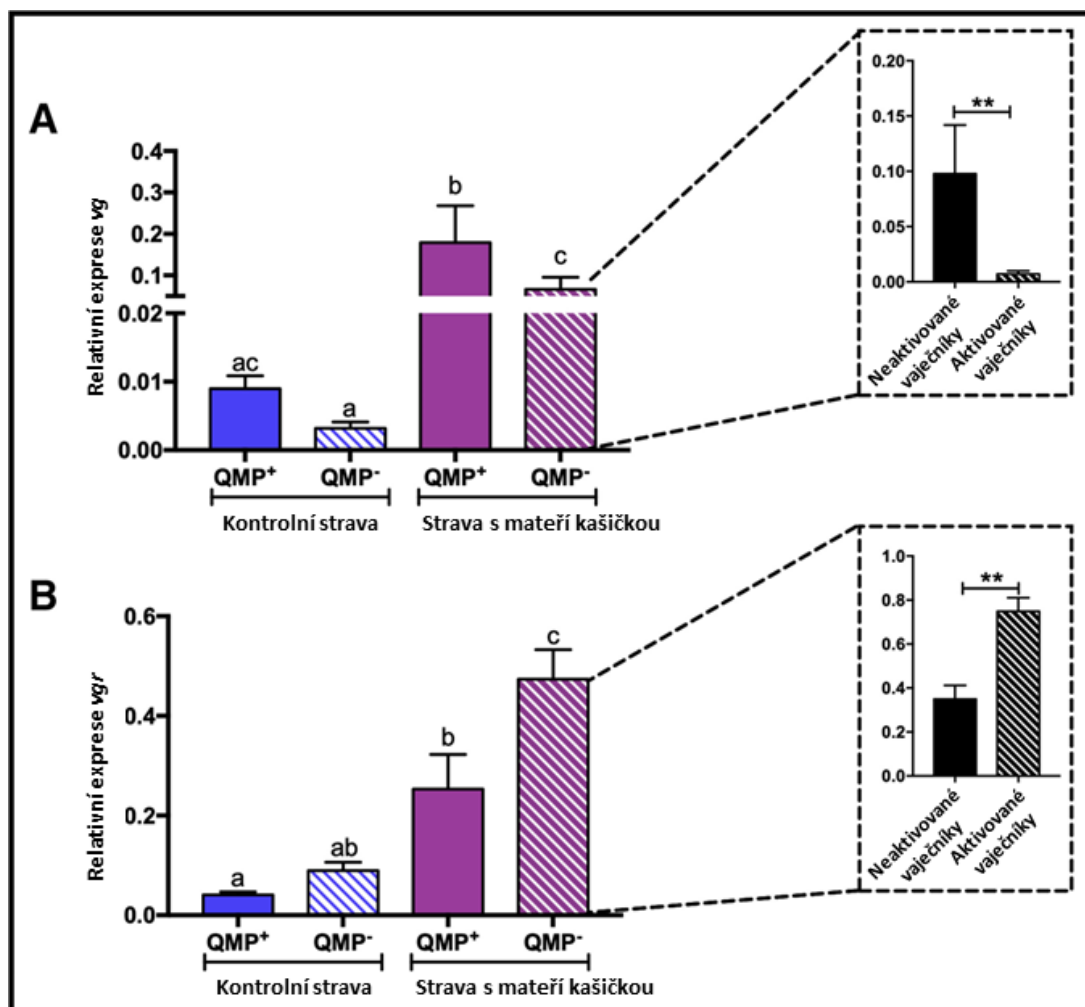 A
Relativní exprese vg
0.4
0.3
0.2
0.1
0.02
0.01
0.00
ac
a
b
c
QMP+
QMP-
QMP+
QMP-
Kontrolní strava
Strava s mateří kašičkou
0.20
0.15
0.10
0.05
0.00
**
Neaktivované
vaječníky
Aktivované
vaječníky
B
Relativní exprese vgr
0.6
0.4
0.2
0.0
a
ab
b
c
QMP+
QMP-
QMP+
QMP-
Kontrolní strava
Strava s mateří kašičkou
1.0
0.8
0.6
0.4
0.2
0.0
**
Neaktivované
vaječníky
Aktivované
vaječníky